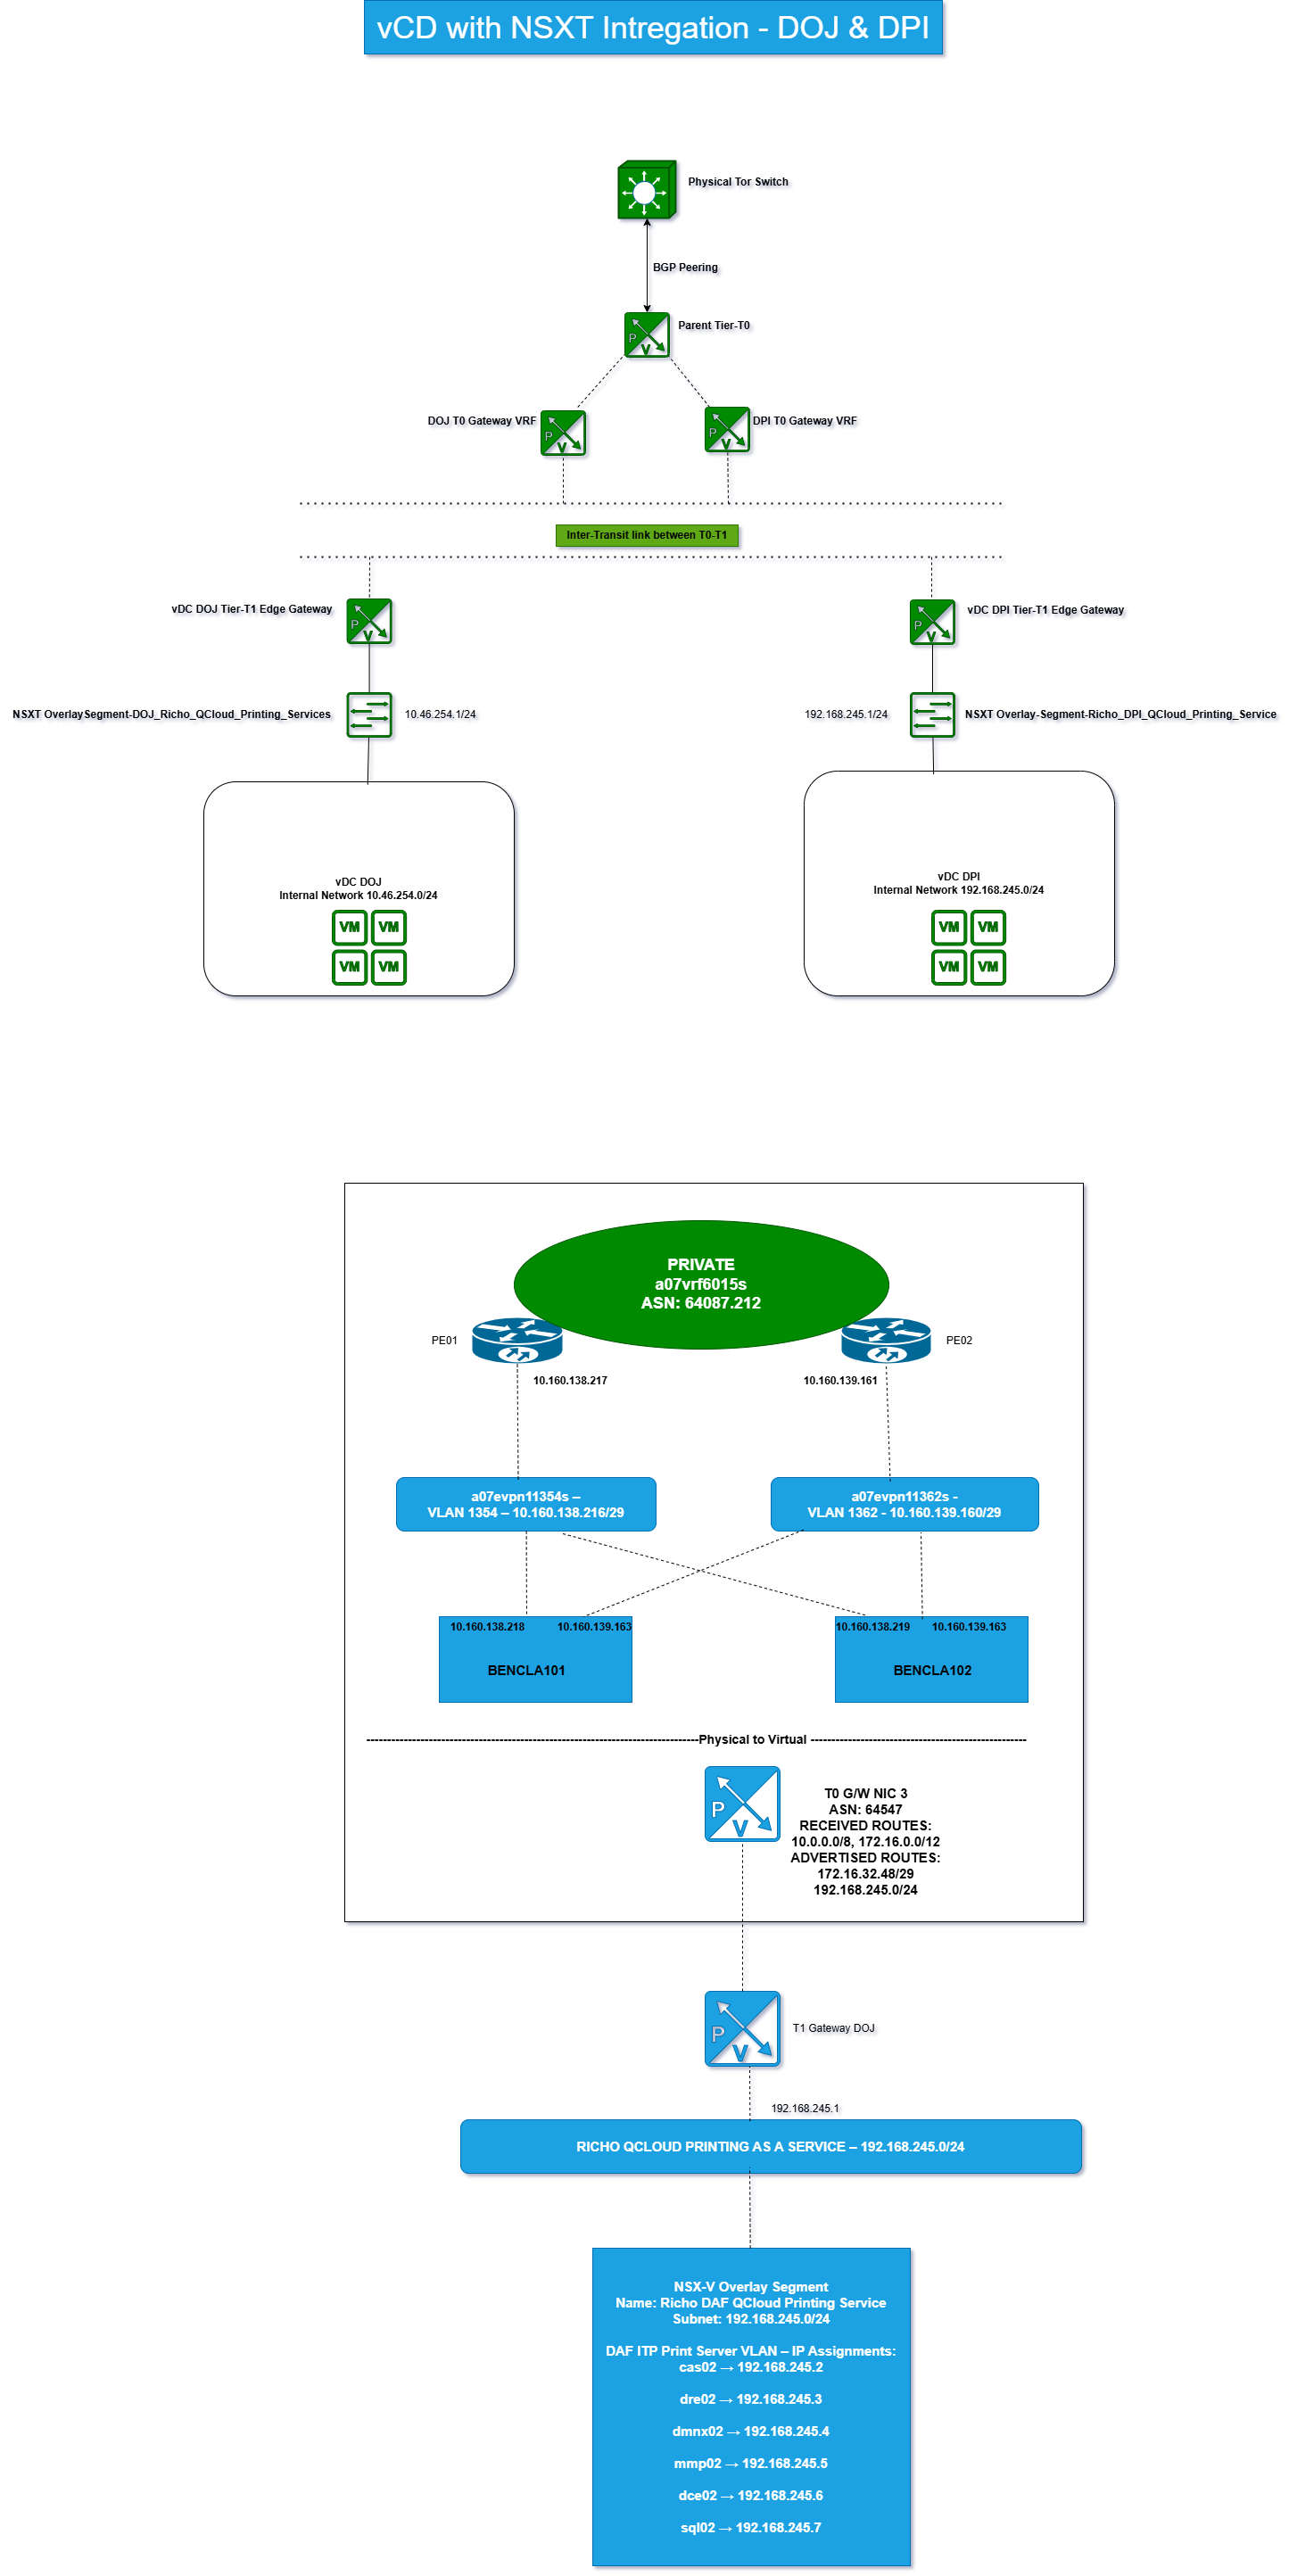 vCD with NSXT Intregation - DOJ & DPI
Physical Tor Switch
BGP Peering
Parent Tier-T0
P
V
DOJ T0 Gateway VRF
P
V
DPI T0 Gateway VRF
P
V
Inter-Transit link between T0-T1
vDC DOJ Tier-T1 Edge Gateway
P
V
vDC DPI Tier-T1 Edge Gateway
P
V
NSXT OverlaySegment-DOJ_Richo_QCloud_Printing_Services
10.46.254.1/24
192.168.245.1/24
NSXT Overlay-Segment-Richo_DPI_QCloud_Printing_Service
vDC DOJ
Internal Network 10.46.254.0/24
VM VM
VM VM
vDC DPI
Internal Network 192.168.245.0/24
VM VM
VM VM
PRIVATE
a07vrf6015s
ASN: 64087.212
PE01
PE02
10.160.138.217
10.160.139.161
a07evpn11354s –
VLAN 1354 – 10.160.138.216/29
a07evpn11362s -
VLAN 1362 - 10.160.139.160/29
10.160.138.218
10.160.139.163
BENCLA101
10.160.138.219
10.160.139.163
BENCLA102
--------------------------------------------------------------------------------Physical to Virtual ----------------------------------------------------
P
V
T0 G/W NIC 3
ASN: 64547
RECEIVED ROUTES:
10.0.0.0/8, 172.16.0.0/12
ADVERTISED ROUTES:
172.16.32.48/29
192.168.245.0/24
P
V
T1 Gateway DOJ
192.168.245.1
RICHO QCLOUD PRINTING AS A SERVICE – 192.168.245.0/24
NSX-V Overlay Segment
Name: Richo DAF QCloud Printing Service
Subnet: 192.168.245.0/24
DAF ITP Print Server VLAN – IP Assignments:
cas02 → 192.168.245.2
dre02 → 192.168.245.3
dmnx02 → 192.168.245.4
mmp02 → 192.168.245.5
dce02 → 192.168.245.6
sql02 → 192.168.245.7